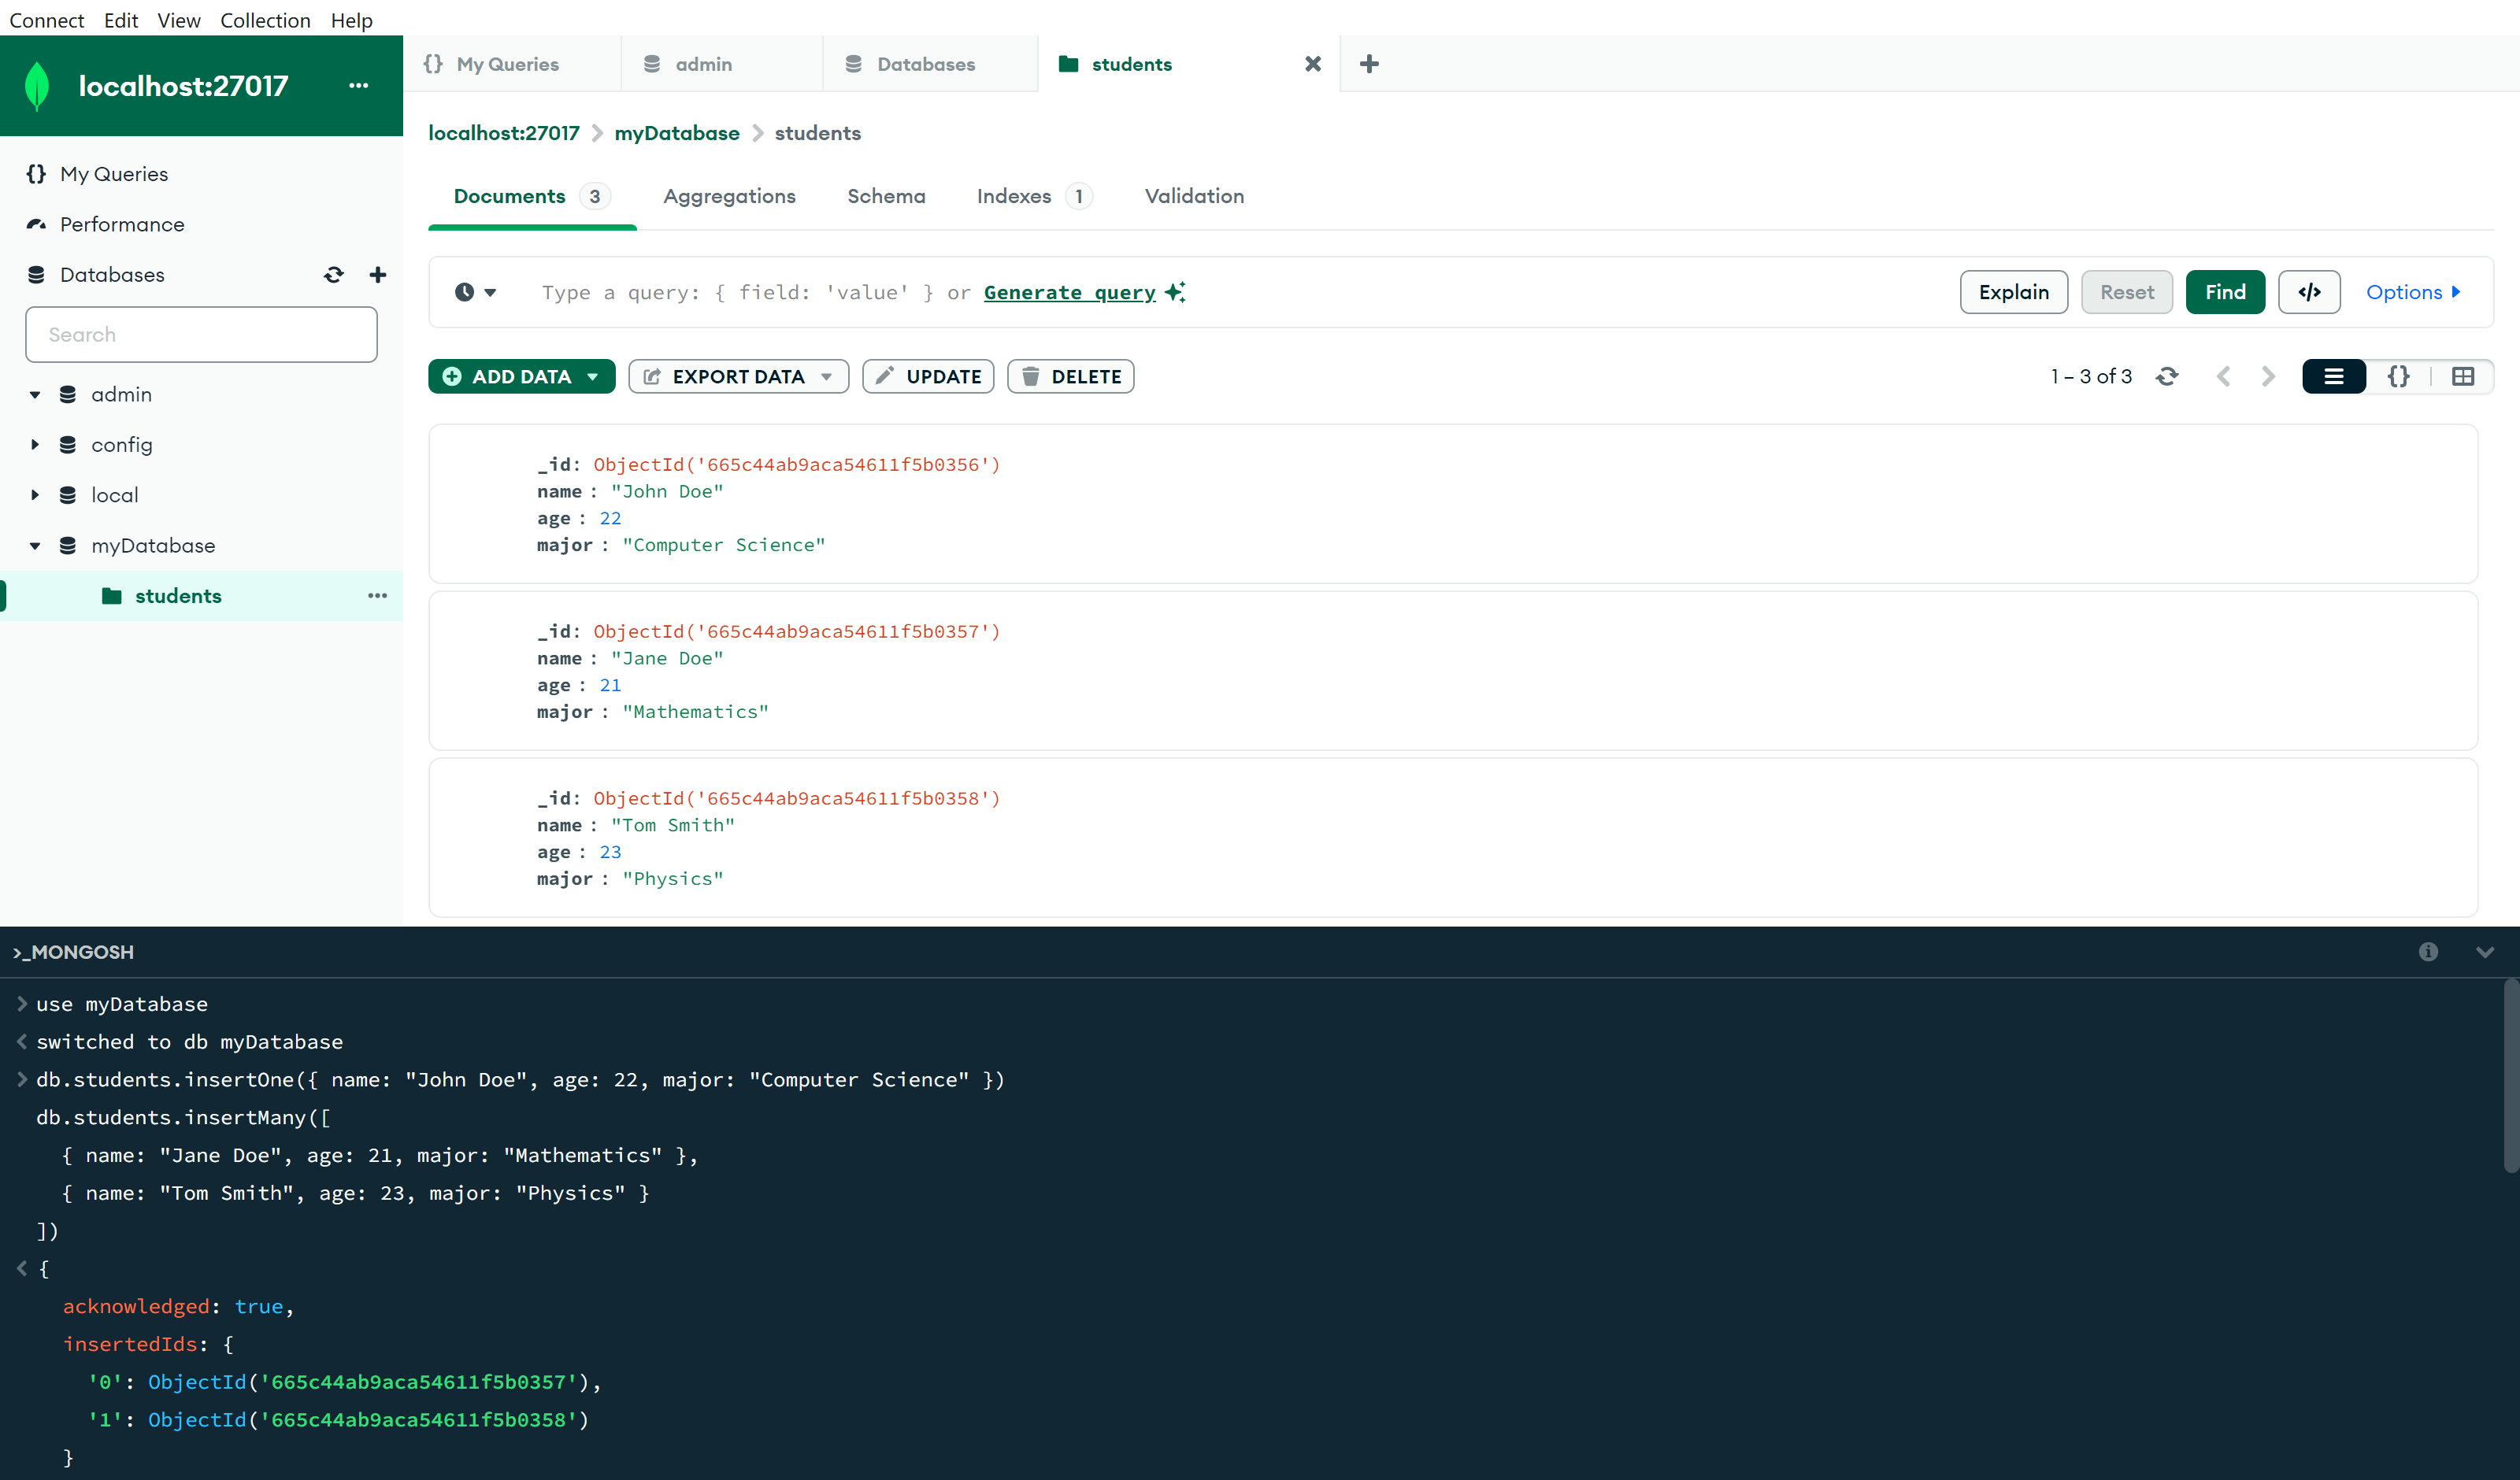 Connect Edit View Collection Help
localhost:27017
My Queries
Performance
Databases
Search
admin
config
local
myDatabase
students
My Queries admin Databases students
localhost:27017 > myDatabase > students
Documents 3 Aggregations Schema Indexes 1 Validation
Type a query: { field: 'value' } or Generate query Explain Reset Find </> Options
ADD DATA EXPORT DATA UPDATE DELETE 1 – 3 of 3 {}
_id: ObjectId('665c44ab9aca54611f5b0356')
name : "John Doe"
age : 22
major : "Computer Science"
_id: ObjectId('665c44ab9aca54611f5b0357')
name : "Jane Doe"
age : 21
major : "Mathematics"
_id: ObjectId('665c44ab9aca54611f5b0358')
name : "Tom Smith"
age : 23
major : "Physics"
>_MONGOSH
> use myDatabase
< switched to db myDatabase
> db.students.insertOne({ name: "John Doe", age: 22, major: "Computer Science" })
db.students.insertMany([
{ name: "Jane Doe", age: 21, major: "Mathematics" },
{ name: "Tom Smith", age: 23, major: "Physics" }
])
< {
acknowledged: true,
insertedIds: {
'0': ObjectId('665c44ab9aca54611f5b0357'),
'1': ObjectId('665c44ab9aca54611f5b0358')
}